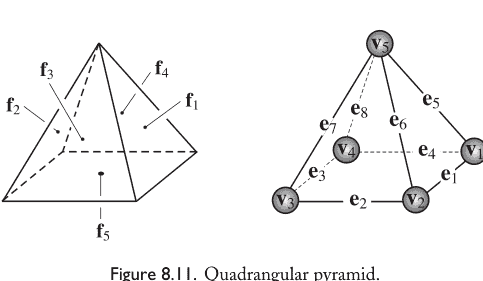 f3
f4
f2
f1
f5
v5
e5
e7
e8
e6
v4
e4
v1
e3
e1
v3
e2
v2
Figure 8.11. Quadrangular pyramid.